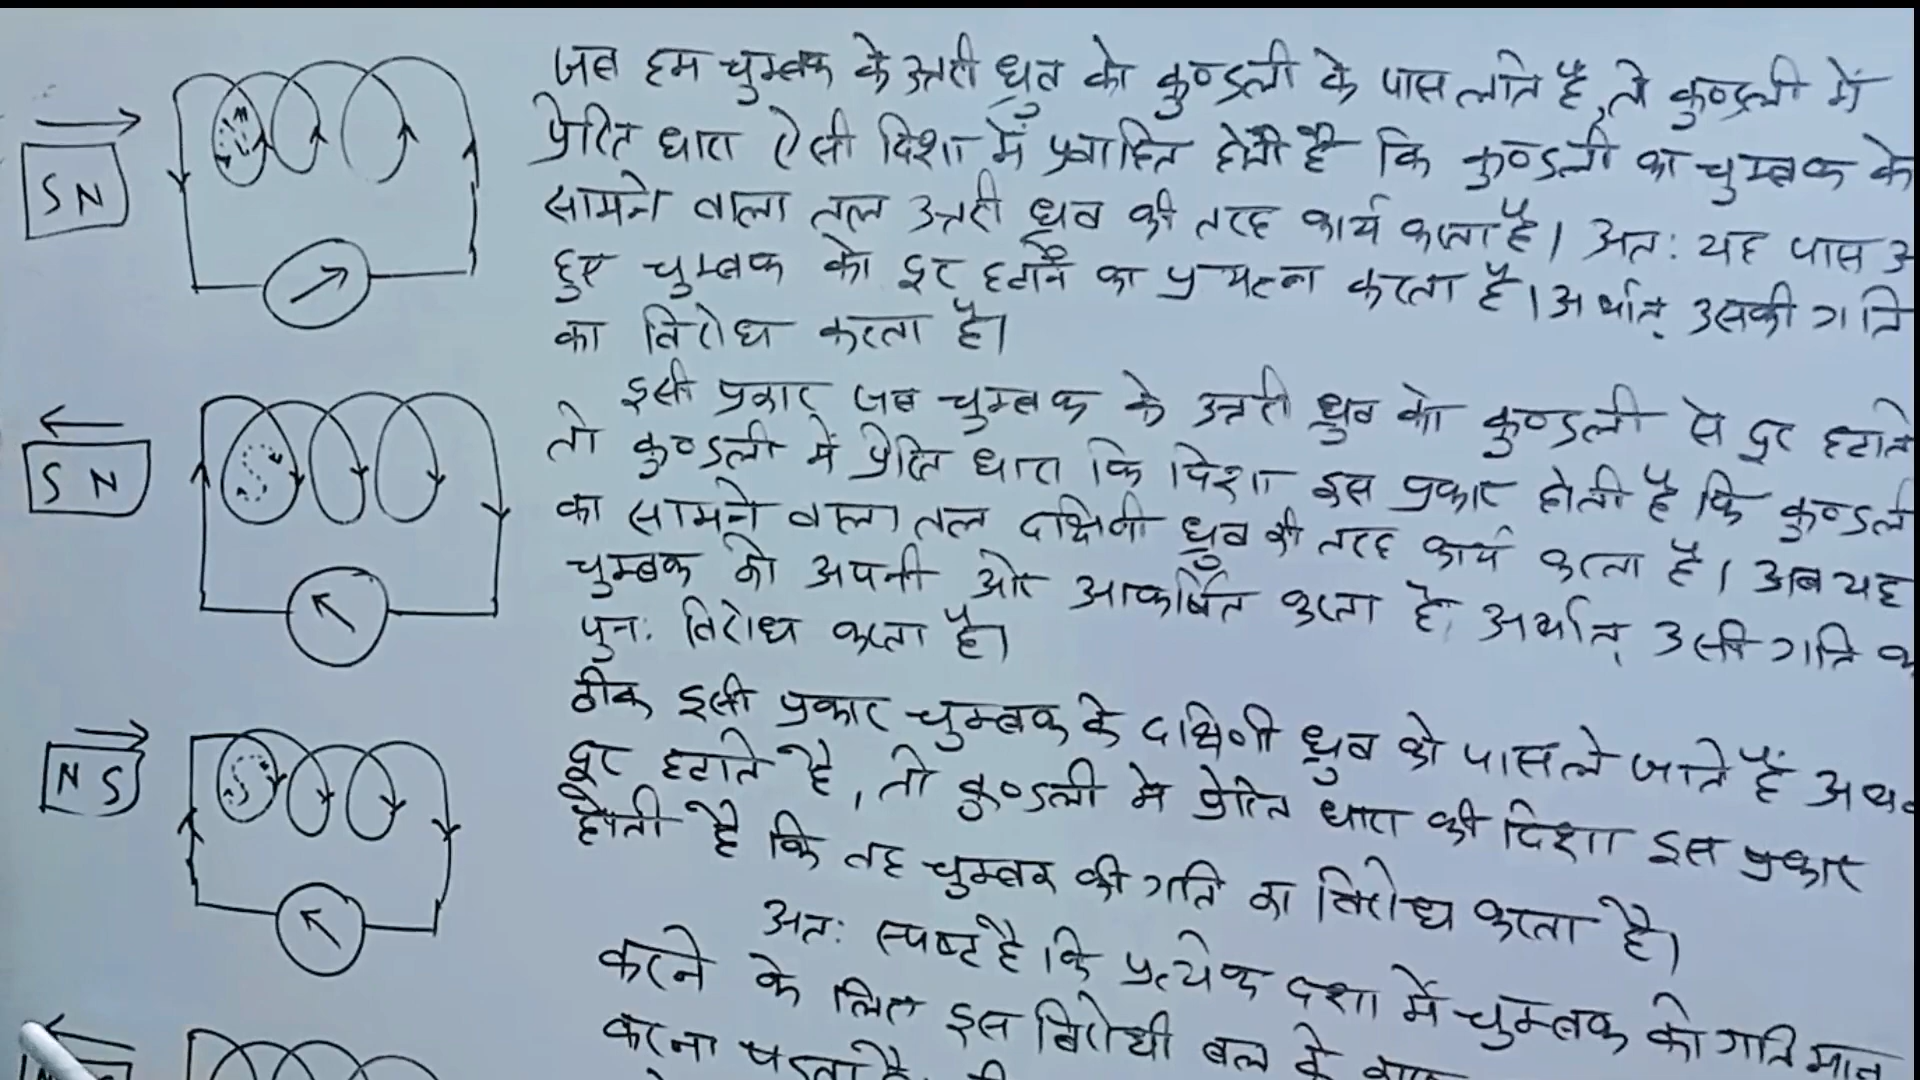 जब हम चुम्बक के उत्तरी ध्रुव को कुण्डली के पास लाते है, तो कुण्डली में
प्रेरित धारा ऐसी दिशा में प्रवाहित होती है कि कुण्डली का चुम्बक के
सामने वाला तल उत्तरी ध्रुव की तरह कार्य करता है। अत: यह पास
हुए चुम्बक को दूर हटाने का प्रयत्न करता है। अर्थात् उसकी गति
का विरोध करता है।
इसी प्रकार जब चुम्बक के उत्तरी ध्रुव को कुण्डली से दूर हटाते
तो कुण्डली में प्रेरित धारा कि दिशा इस प्रकार होती है कि कुण्डली
का सामने वाला तल दक्षिणी ध्रुव की तरह कार्य करता है। अब यह
चुम्बक को अपनी ओर आकर्षित करता है, अर्थात् उसकी गति
पुन: विरोध करता है।
ठीक इसी प्रकार चुम्बक के दक्षिणी ध्रुव को पास ले जाते हैं
दूर हटाते है, तो कुण्डली मे प्रेरित धारा की दिशा इस प्रकार
होती है कि वह चुम्बक की गति का विरोध करता है।
अत: स्पष्ट है कि प्रत्येक दशा में चुम्बक को गतिमान
करने के लिए इस विरोधी बल के
करना पड़ता है
S N
N
S N
S
N S
S